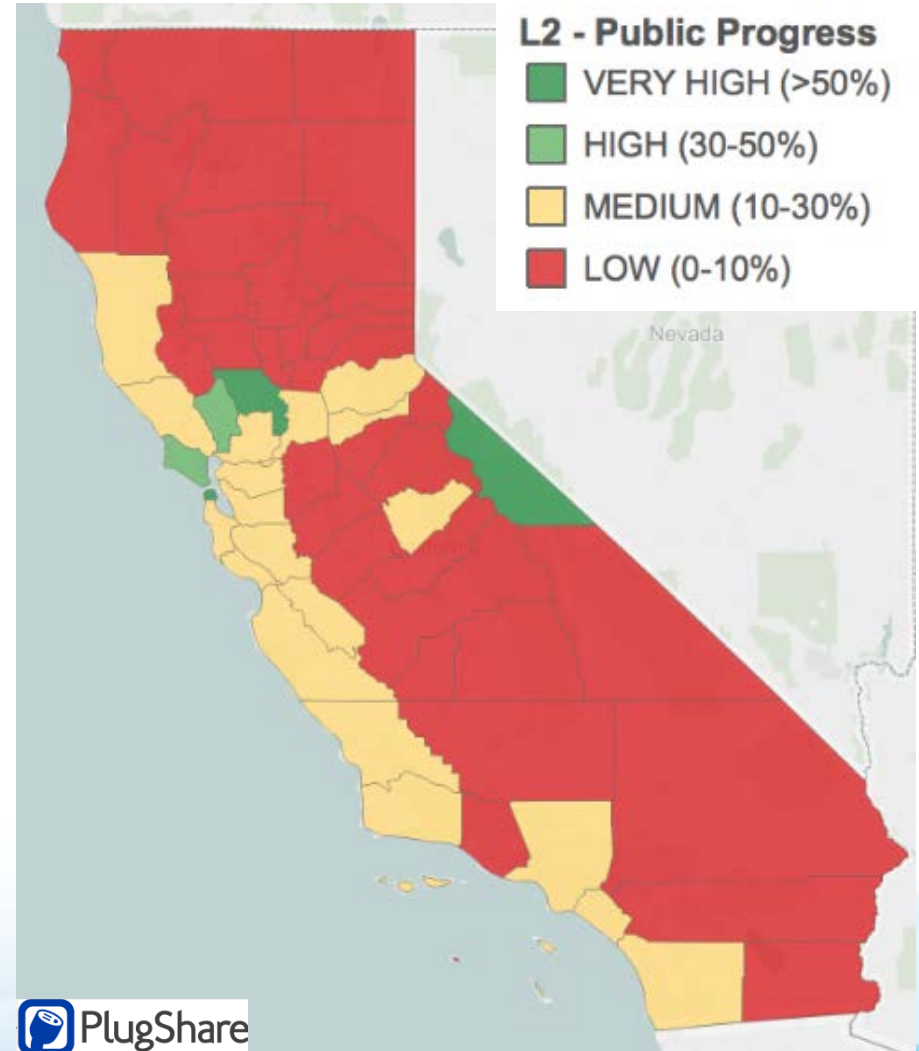 L2 - Public Progress
VERY HIGH (>50%)
HIGH (30-50%)
MEDIUM (10-30%)
LOW (0-10%)
Nevada
PlugShare